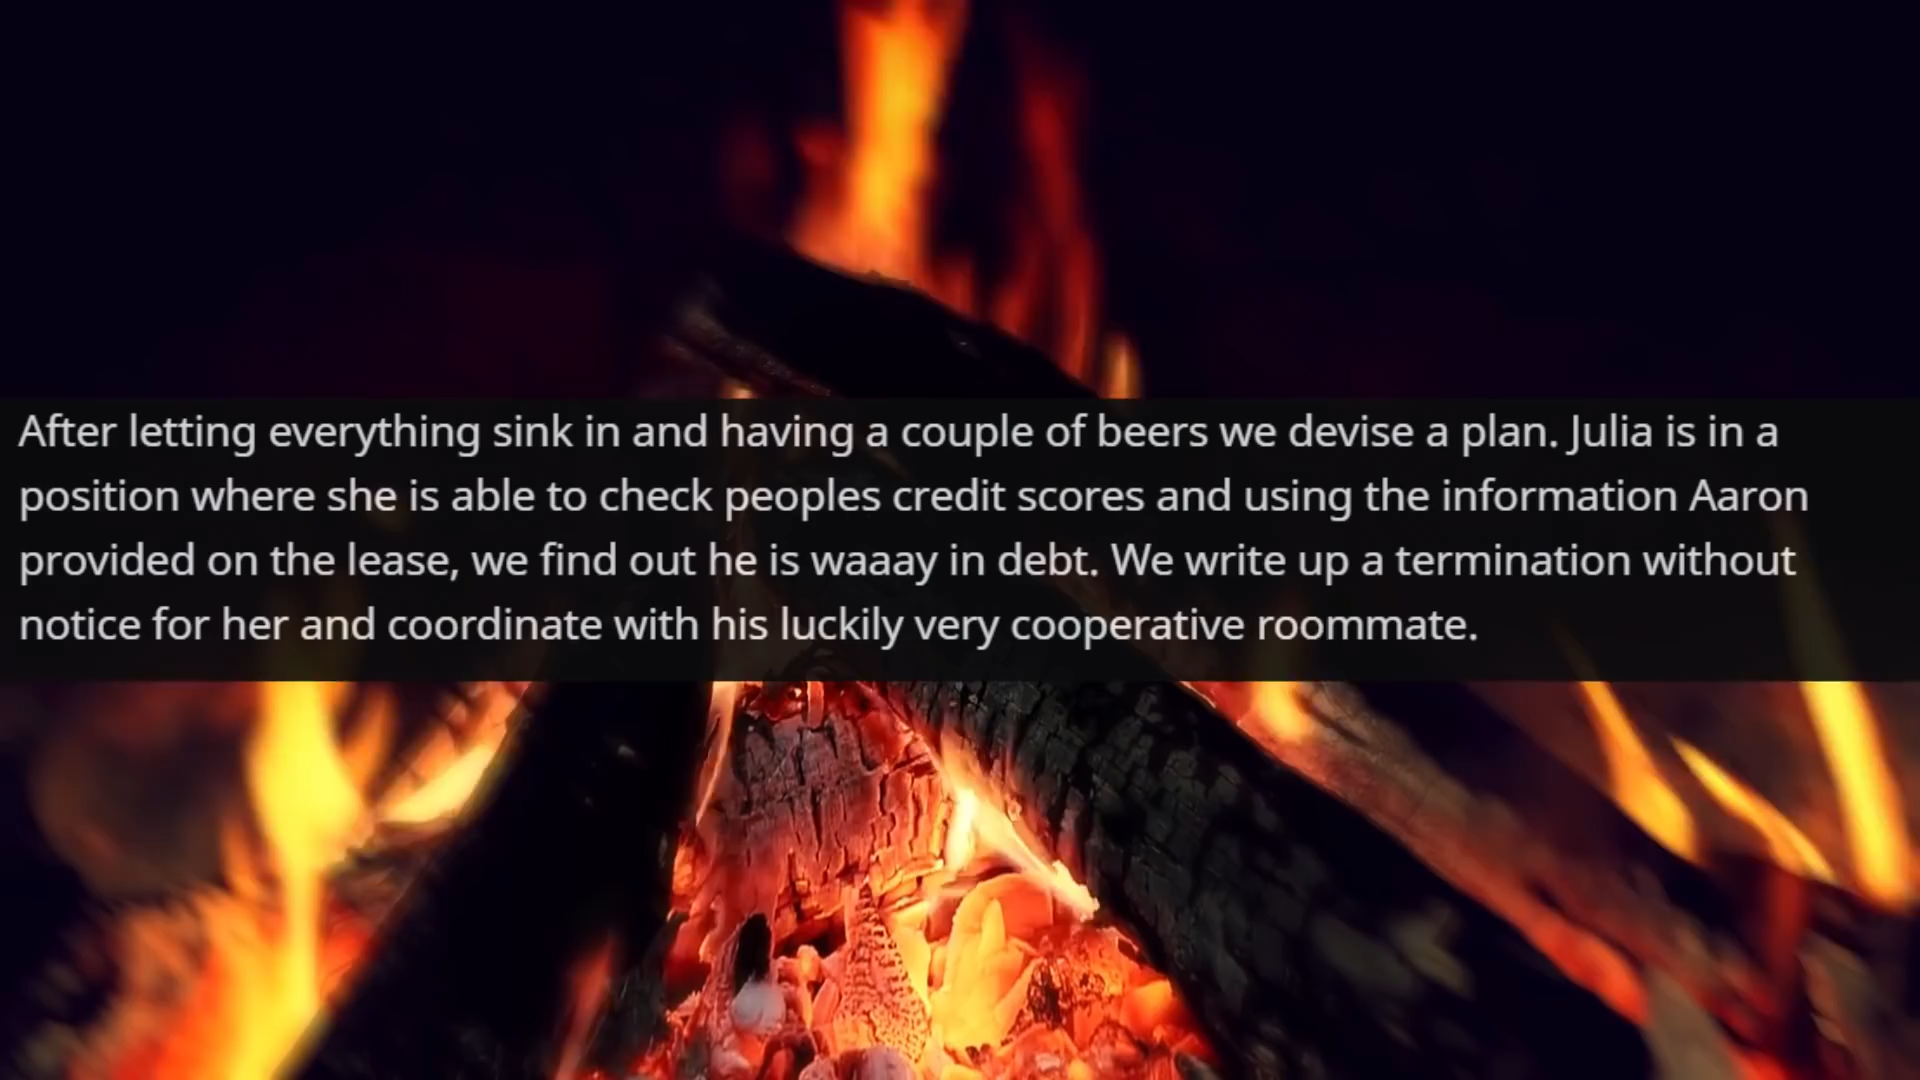 After letting everything sink in and having a couple of beers we devise a plan. Julia is in a
position where she is able to check peoples credit scores and using the information Aaron
provided on the lease, we find out he is waaay in debt. We write up a termination without
notice for her and coordinate with his luckily very cooperative roommate.